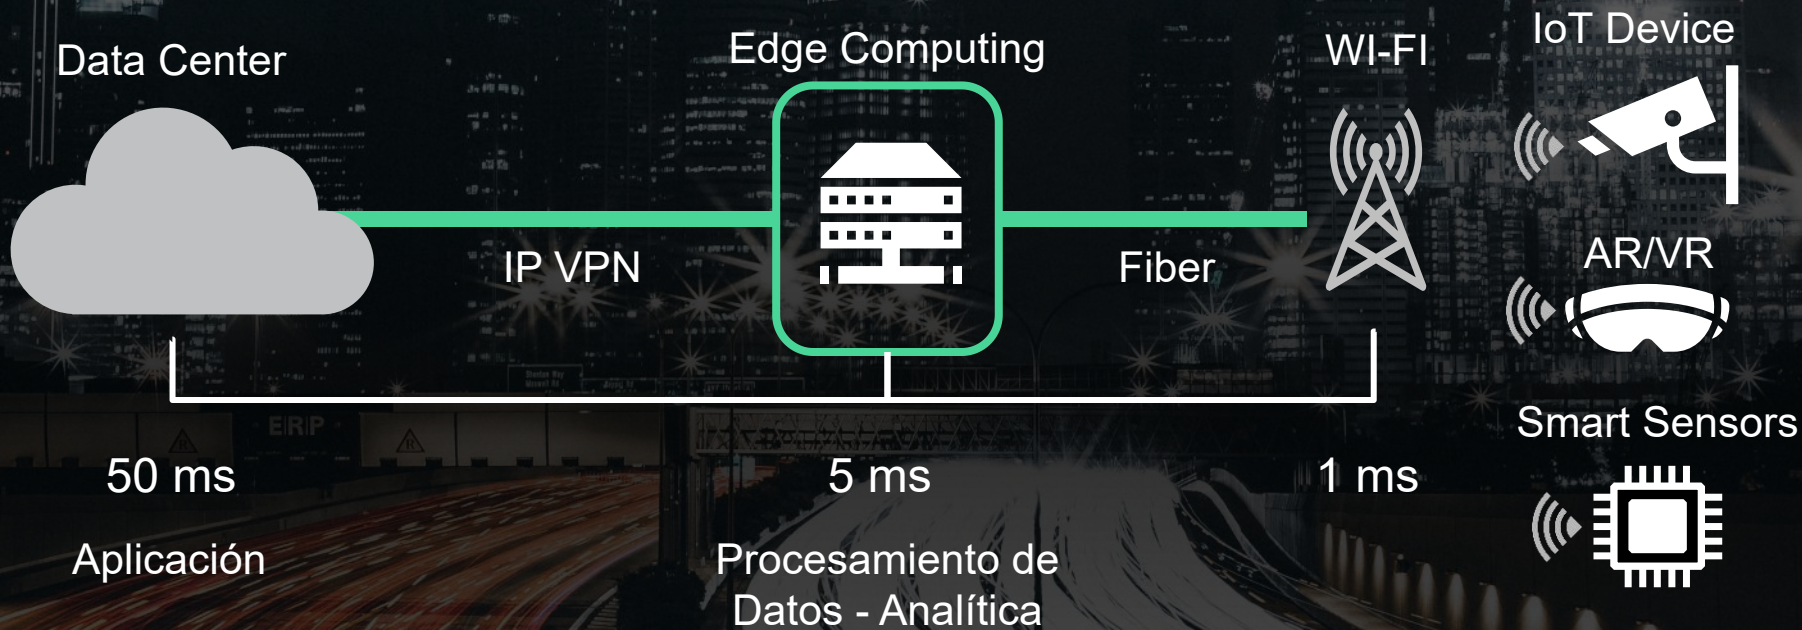 Data Center
Edge Computing
WI-FI
IoT Device
IP VPN
Fiber
AR/VR
ERP
Smart Sensors
50 ms
5 ms
1 ms
Aplicación
Procesamiento de
Datos - Analítica